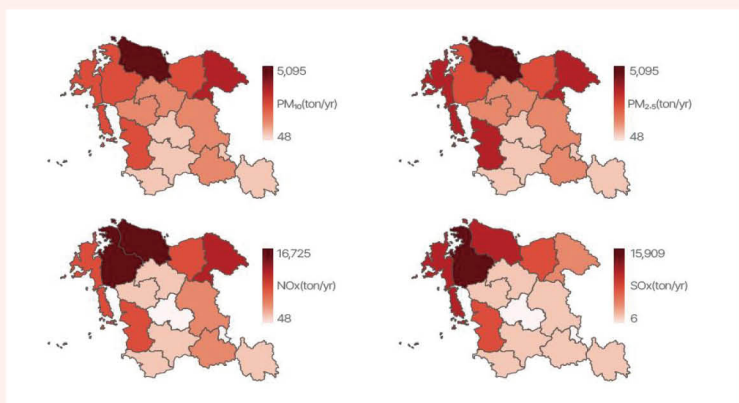 5,095
PM₁₀(ton/yr)
48
5,095
PM₂.₅(ton/yr)
48
16,725
NOx(ton/yr)
48
15,909
SOx(ton/yr)
6